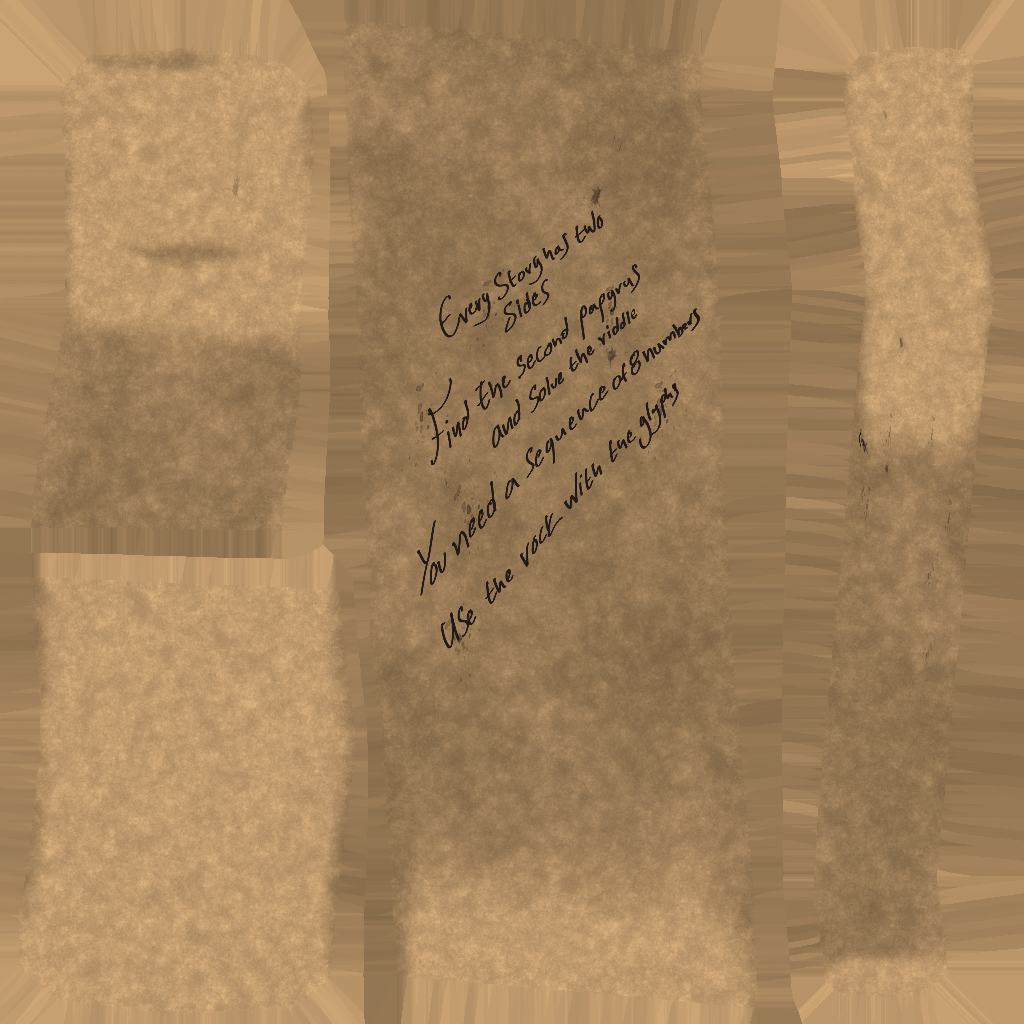 Every Story has two
sides
Find the second papyrus
and solve the riddle
You need a sequence of 8 numbers
Use the rock with the glyphs